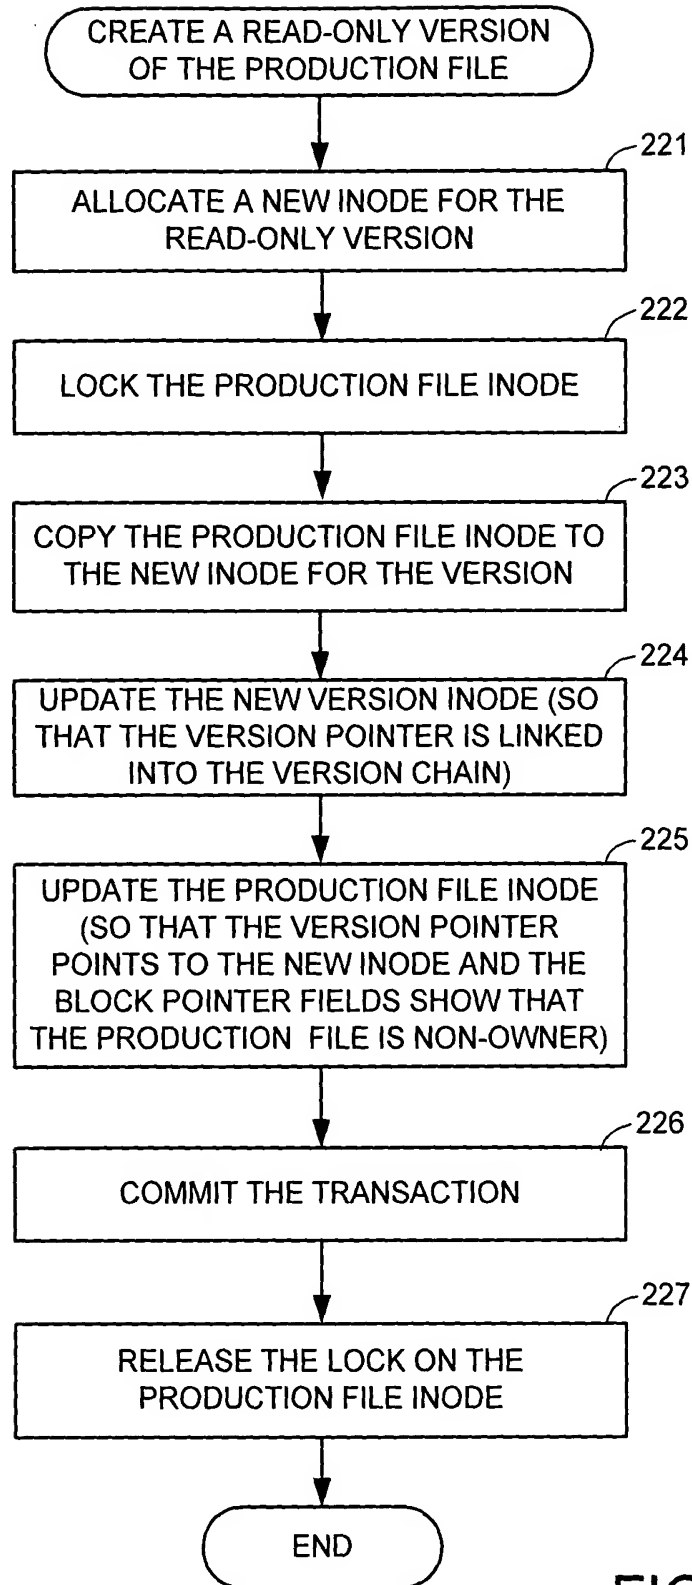 CREATE A READ-ONLY VERSION
OF THE PRODUCTION FILE
221
ALLOCATE A NEW INODE FOR THE
READ-ONLY VERSION
222
LOCK THE PRODUCTION FILE INODE
223
COPY THE PRODUCTION FILE INODE TO
THE NEW INODE FOR THE VERSION
224
UPDATE THE NEW VERSION INODE (SO
THAT THE VERSION POINTER IS LINKED
INTO THE VERSION CHAIN)
225
UPDATE THE PRODUCTION FILE INODE
(SO THAT THE VERSION POINTER
POINTS TO THE NEW INODE AND THE
BLOCK POINTER FIELDS SHOW THAT
THE PRODUCTION FILE IS NON-OWNER)
226
COMMIT THE TRANSACTION
227
RELEASE THE LOCK ON THE
PRODUCTION FILE INODE
END